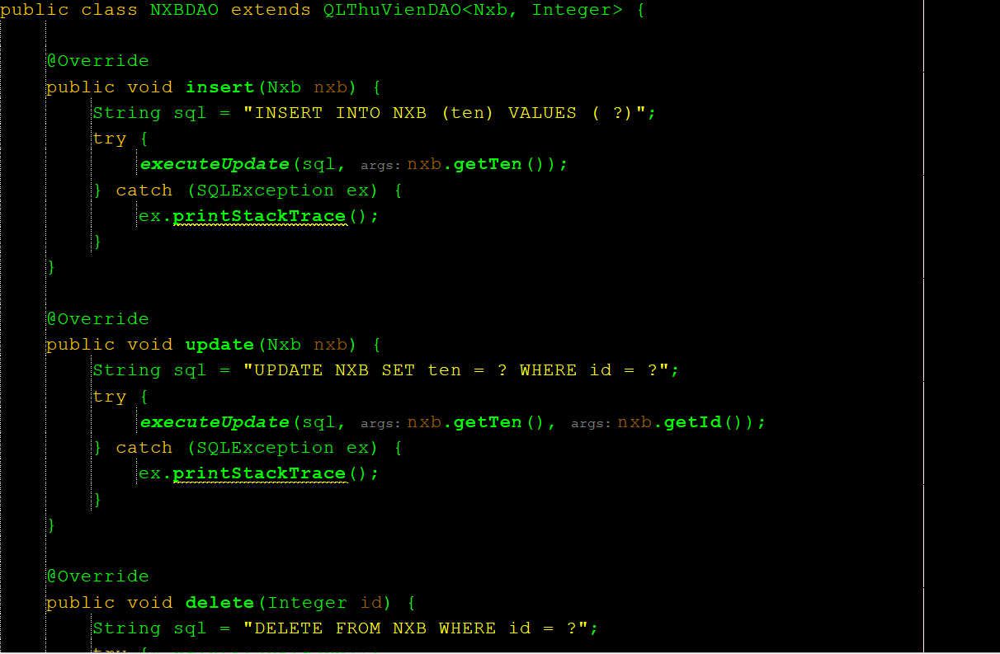 public class NXBDAO extends QLThuVienDAO<Nxb, Integer> {
@Override
public void insert(Nxb nxb) {
String sql = "INSERT INTO NXB (ten) VALUES ( ?)";
try {
executeUpdate(sql, args: nxb.getTen());
} catch (SQLException ex) {
ex.printStackTrace();
}
}
@Override
public void update(Nxb nxb) {
String sql = "UPDATE NXB SET ten = ? WHERE id = ?";
try {
executeUpdate(sql, args: nxb.getTen(), args: nxb.getId());
} catch (SQLException ex) {
ex.printStackTrace();
}
}
@Override
public void delete(Integer id) {
String sql = "DELETE FROM NXB WHERE id = ?";
try {